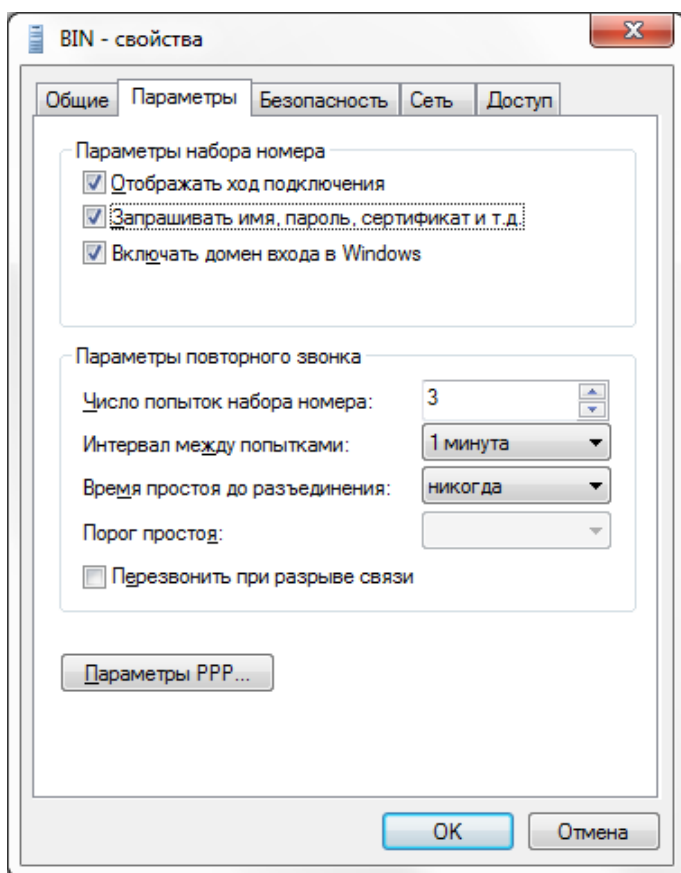 BIN - свойства
Общие Параметры Безопасность Сеть Доступ
Параметры набора номера
Отображать ход подключения
Запрашивать имя, пароль, сертификат и т.д.
Включать домен входа в Windows
Параметры повторного звонка
Число попыток набора номера: 3
Интервал между попытками: 1 минута
Время простоя до разъединения: никогда
Порог простоя:
Перезвонить при разрыве связи
Параметры PPP...
OK Отмена